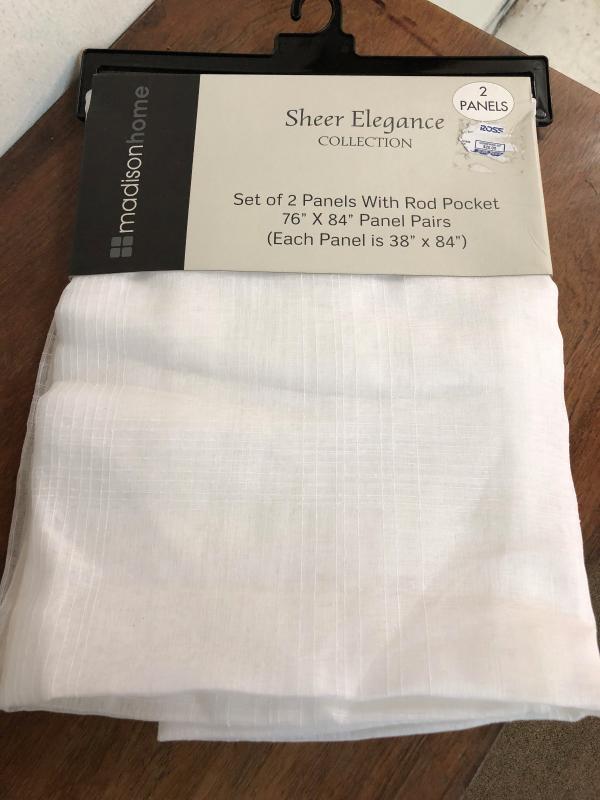 madisonhome
2
PANELS
Sheer Elegance
COLLECTION
ROSS
Set of 2 Panels With Rod Pocket
76" X 84" Panel Pairs
(Each Panel is 38" x 84")